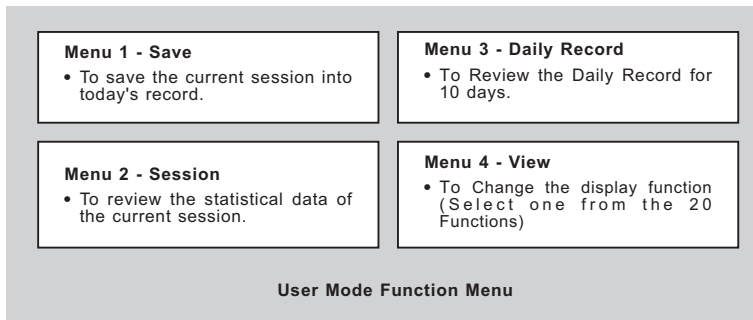 Menu 1 - Save
• To save the current session into
today's record.
Menu 2 - Session
• To review the statistical data of
the current session.
Menu 3 - Daily Record
• To Review the Daily Record for
10 days.
Menu 4 - View
• To Change the display function
(Select one from the 20
Functions)
User Mode Function Menu